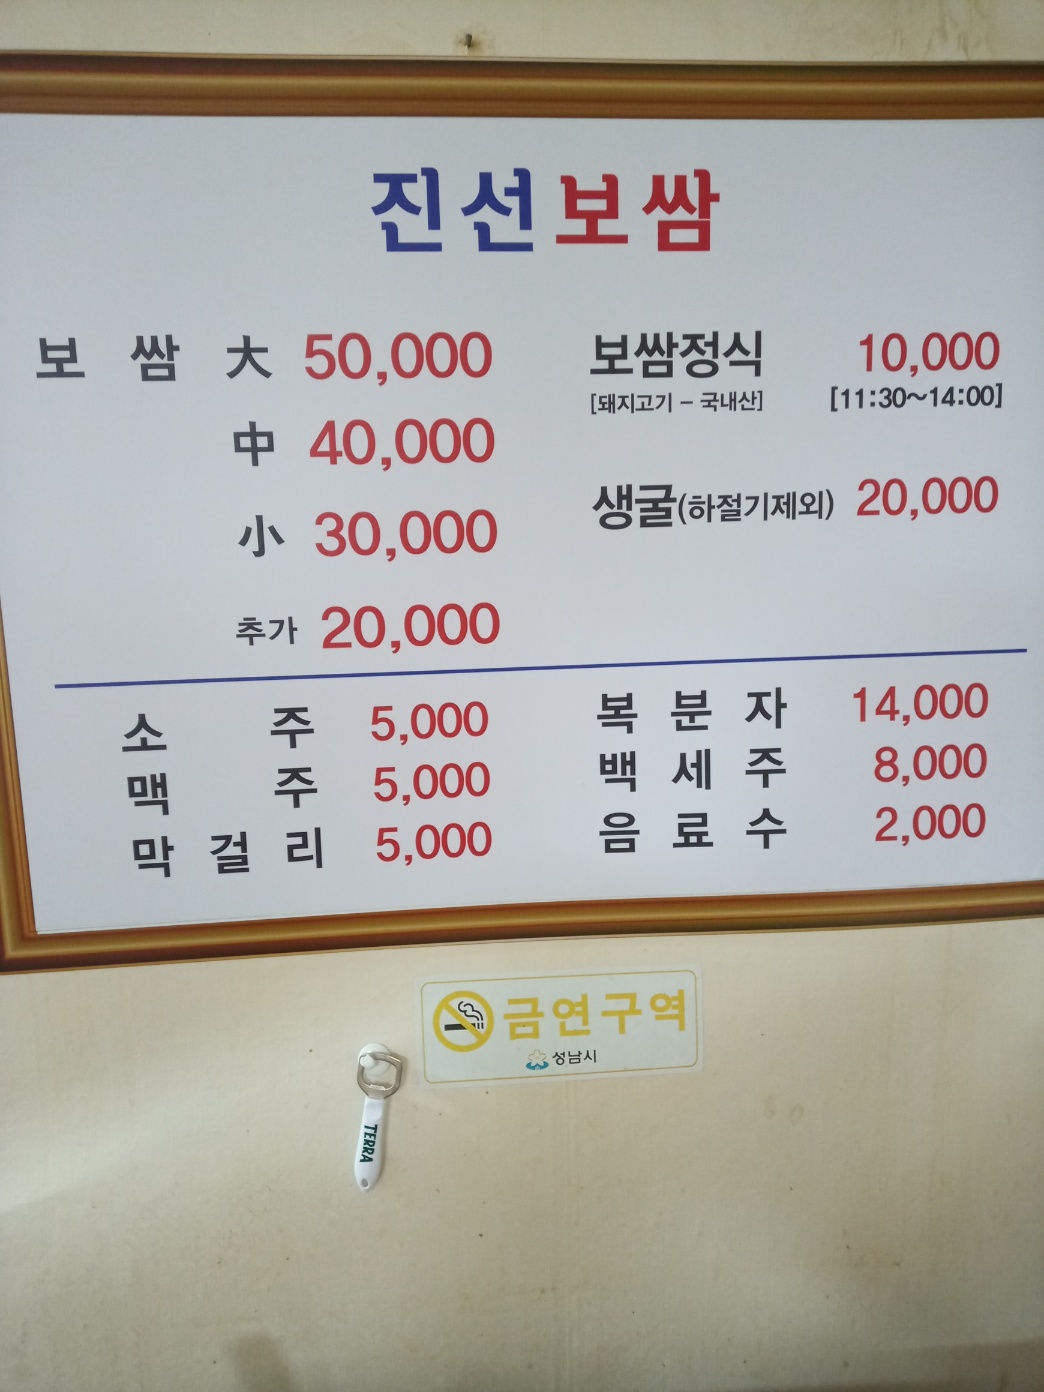 진선보쌈
보 쌈 大 50,000
中 40,000
小 30,000
추가 20,000
보쌈정식 10,000
[돼지고기 - 국내산] [11:30~14:00]
생굴(하절기제외) 20,000
소 주 5,000
맥 주 5,000
막 걸 리 5,000
복 분 자 14,000
백 세 주 8,000
음 료 수 2,000
금연구역
성남시
TERRA